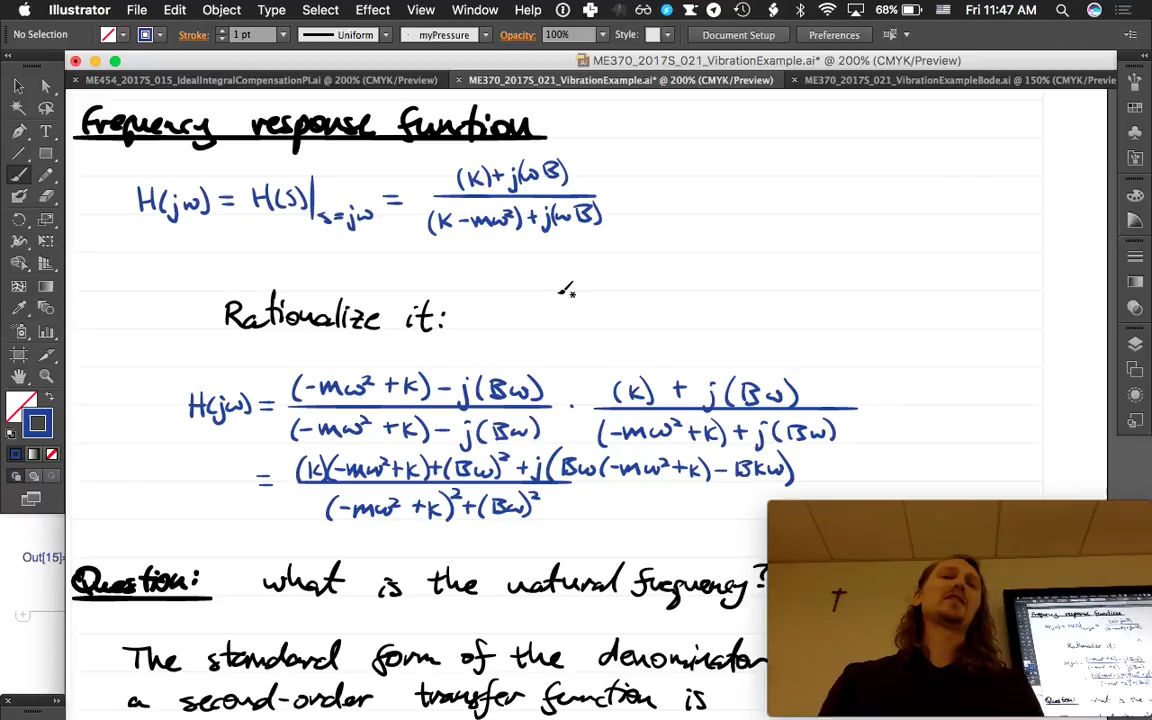 Illustrator File Edit Object Type Select Effect View Window Help 68% Fri 11:47 AM
No Selection Stroke: 1 pt Uniform myPressure Opacity: 100% Style: Document Setup Preferences
ME370_2017S_021_VibrationExample.ai* @ 200% (CMYK/Preview)
ME454_2017S_015_IdealIntegralCompensationPI.ai @ 200% (CMYK/Preview) ME370_2017S_021_VibrationExample.ai* @ 200% (CMYK/Preview) ME370_2017S_021_VibrationExampleBode.ai @ 150% (CMYK/Preview)
Frequency response function
H(jω) = H(s)|s=jω = (K)+j(ωB) / (K-mω²)+j(ωB)
Rationalize it:
H(jω) = (-mω² +K) - j(Bω) / (-mω² +K) - j(Bω) · (K) + j(Bω) / (-mω²+K) + j(Bω)
= (K)(-mω²+K)+(Bω)² +j(Bω(-mω²+K) - BKω) / (-mω² +K)²+(Bω)²
Out[15]=
Question: what is the natural frequency?
The standard form of the denominator
a second-order transfer function is